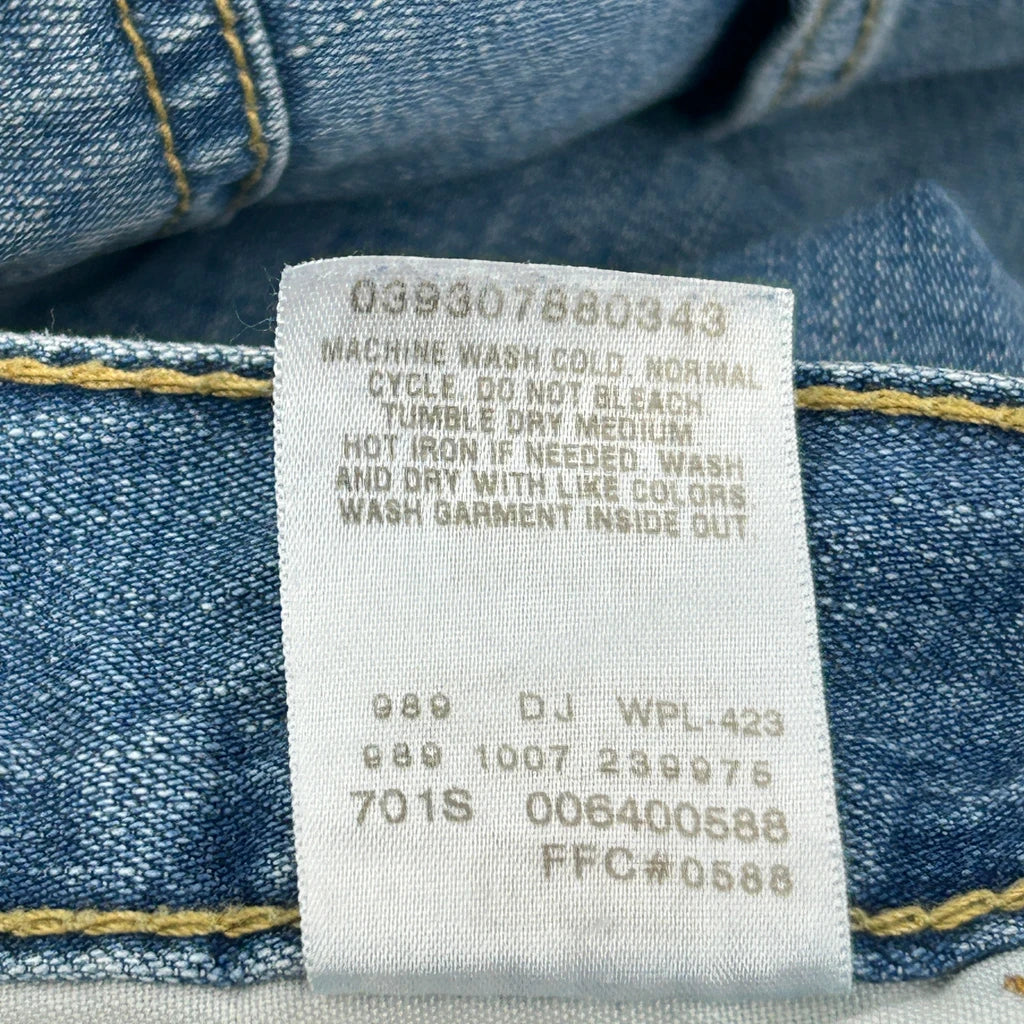 039307880343
MACHINE WASH COLD, NORMAL
CYCLE. DO NOT BLEACH
TUMBLE DRY MEDIUM
HOT IRON IF NEEDED. WASH
AND DRY WITH LIKE COLORS
WASH GARMENT INSIDE OUT
989 DJ WPL-423
989 1007 239975
701S 006400588
FFC#0588